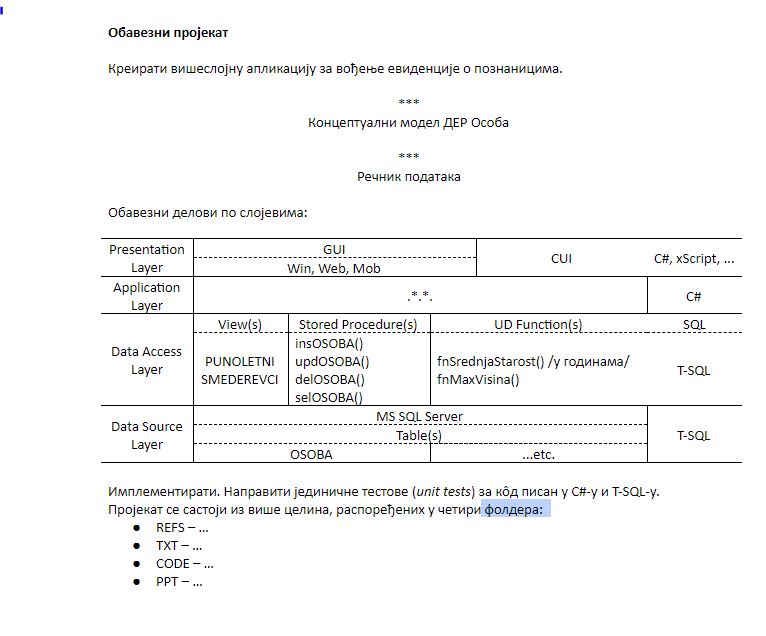 Обавезни пројекат
Креирати вишеслојну апликацију за вођење евиденције о познаницима.
***
Концептуални модел ДЕР Особа
***
Речник података
Обавезни делови по слојевима:
Presentation Layer
GUI
Win, Web, Mob
CUI
C#, xScript, ...
Application Layer
.*.*.
C#
Data Access Layer
View(s)
Stored Procedure(s)
UD Function(s)
SQL
PUNOLETNI
SMEDEREVCI
insOSOBA()
updOSOBA()
delOSOBA()
selOSOBA()
fnSrednjaStarost() /у годинама/
fnMaxVisina()
T-SQL
Data Source Layer
MS SQL Server
Table(s)
OSOBA
...etc.
T-SQL
Имплементирати. Направити јединичне тестове (unit tests) за кôд писан у C#-у и T-SQL-у.
Пројекат се састоји из више целина, распоређених у четири фолдера:
● REFS – ...
● TXT – ...
● CODE – ...
● PPT – ...